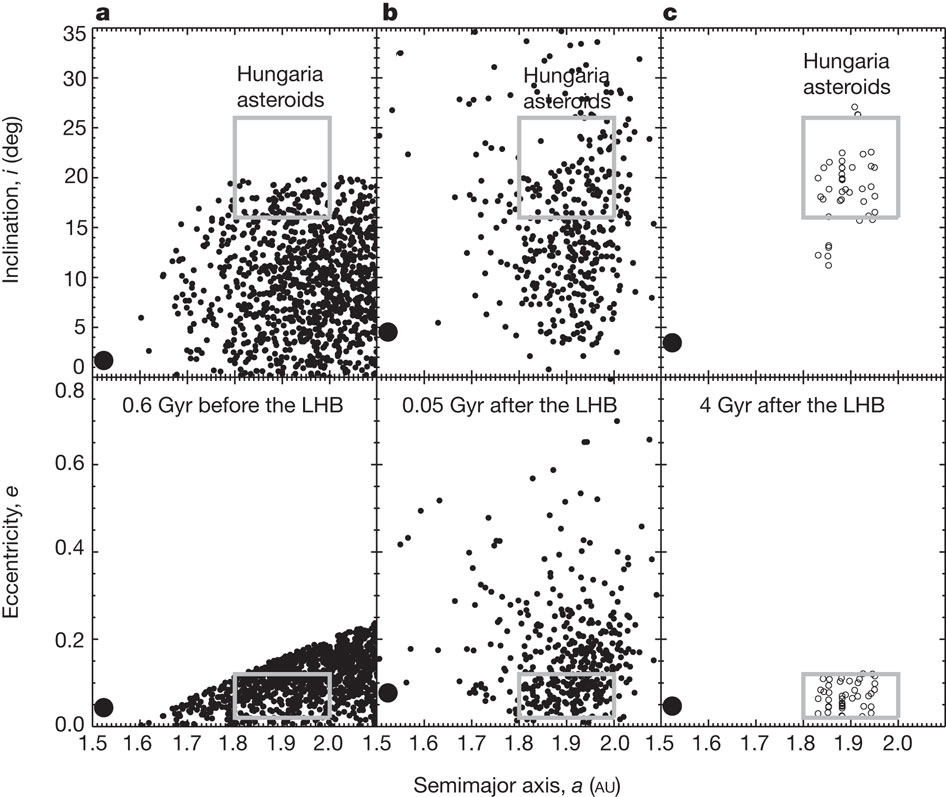 a b c
35
30
25
20
15
10
5
0
Inclination, i (deg)
Hungaria
asteroids
Hungaria
asteroids
Hungaria
asteroids
0.8
0.6
0.4
0.2
0.0
Eccentricity, e
0.6 Gyr before the LHB
0.05 Gyr after the LHB
4 Gyr after the LHB
1.5 1.6 1.7 1.8 1.9 2.0 1.5 1.6 1.7 1.8 1.9 2.0 1.5 1.6 1.7 1.8 1.9 2.0
Semimajor axis, a (AU)